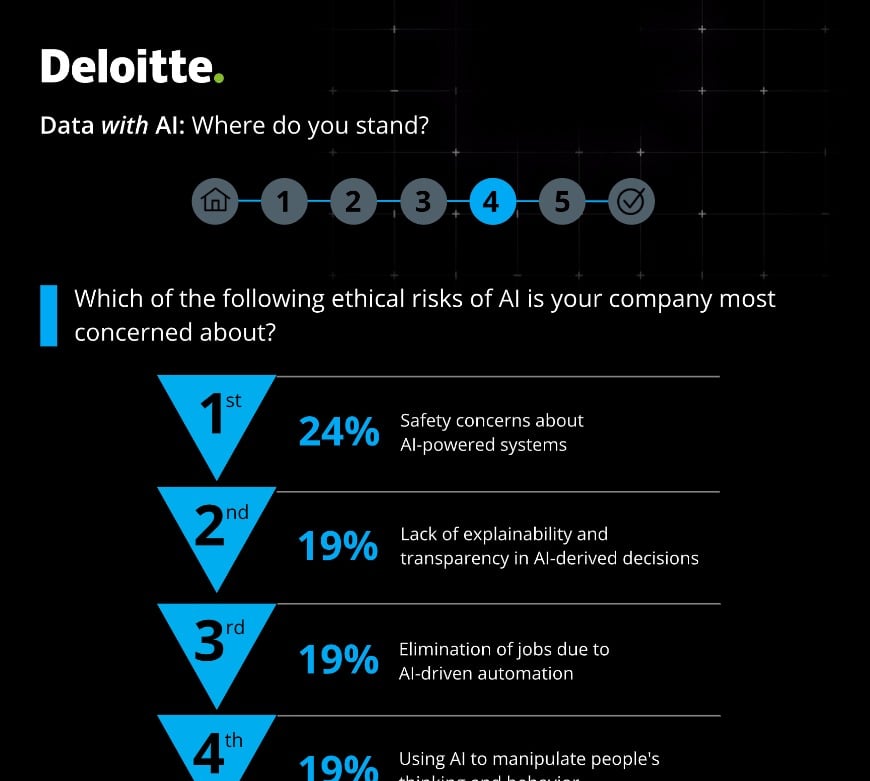 Deloitte.
Data with AI: Where do you stand?
1 2 3 4 5
Which of the following ethical risks of AI is your company most
concerned about?
1st
24%
Safety concerns about
AI-powered systems
2nd
19%
Lack of explainability and
transparency in AI-derived decisions
3rd
19%
Elimination of jobs due to
AI-driven automation
4th
19%
Using AI to manipulate people's
thinking and behavior